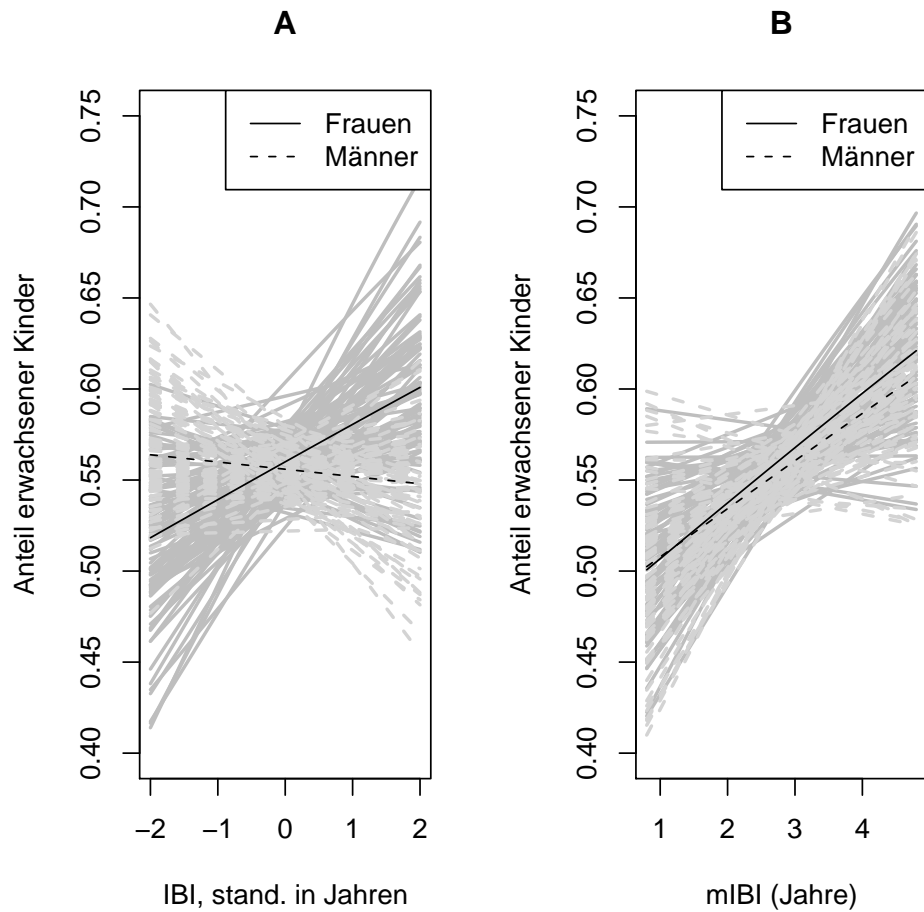 A
Anteil erwachsener Kinder
0.75
0.70
0.65
0.60
0.55
0.50
0.45
0.40
Frauen
Männer
−2 −1 0 1 2
IBI, stand. in Jahren
B
Anteil erwachsener Kinder
0.75
0.70
0.65
0.60
0.55
0.50
0.45
0.40
Frauen
Männer
1 2 3 4
mIBI (Jahre)